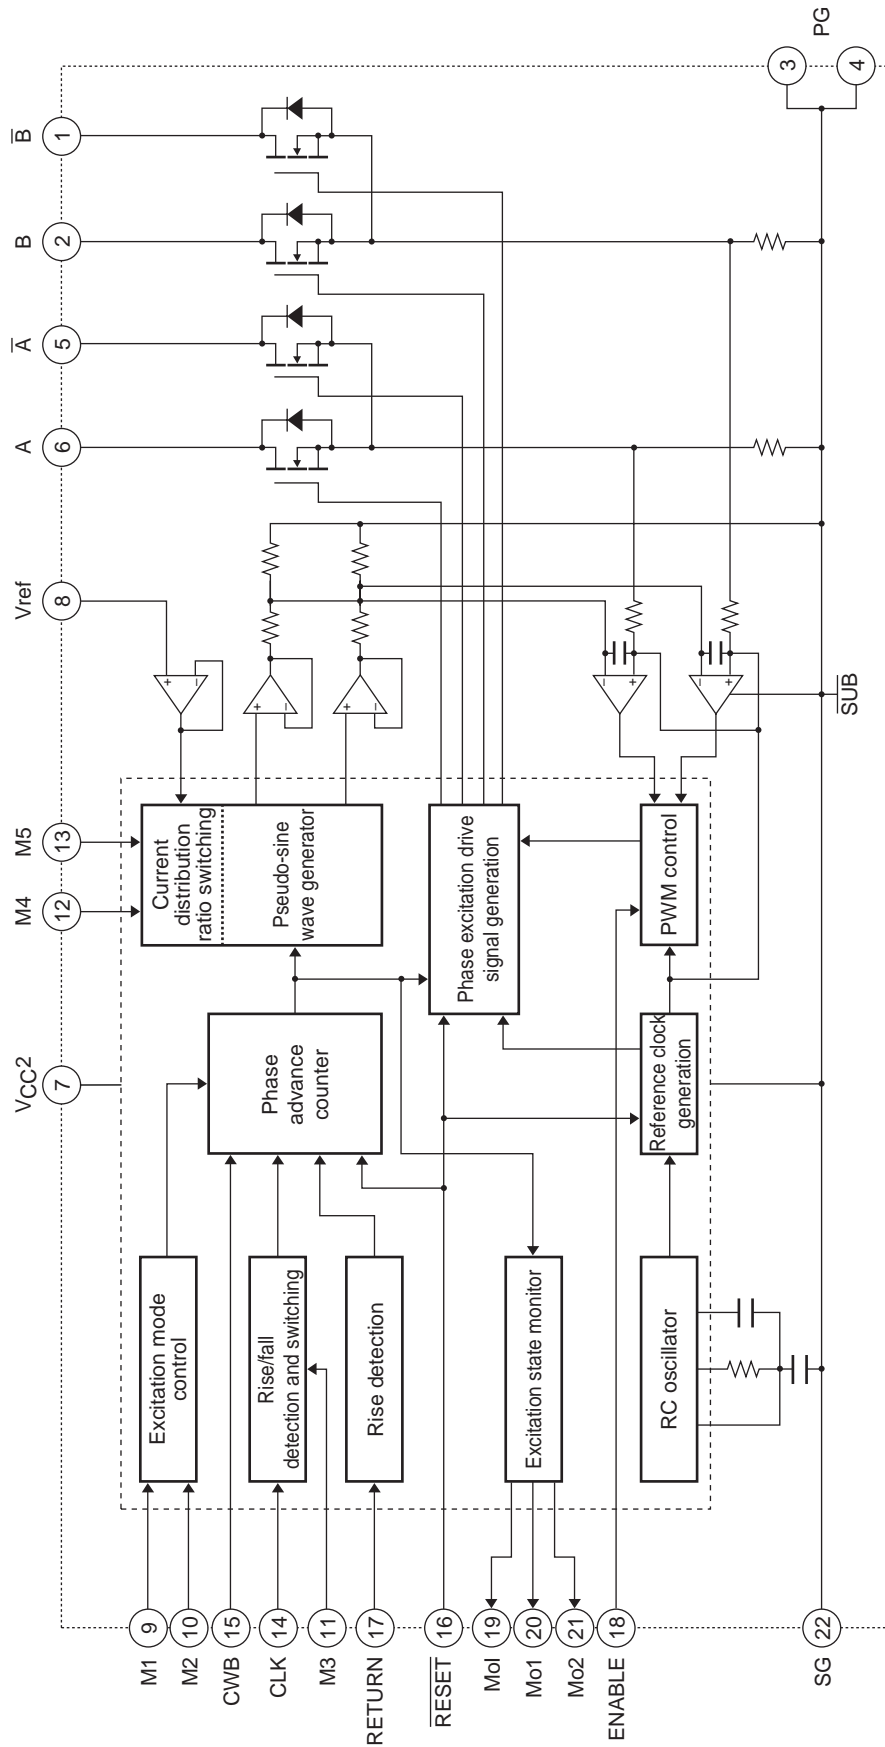 VCC2
7
M4
12
M5
13
Vref
8
A
6
A
5
B
2
B
1
M1
9
M2
10
CWB
15
CLK
14
M3
11
RETURN
17
RESET
16
MoI
19
Mo1
20
Mo2
21
ENABLE
18
SG
22
Excitation mode
control
Rise/fall
detection and switching
Rise detection
Excitation state monitor
RC oscillator
Phase
advance
counter
Reference clock
generation
Current
distribution
ratio switching
Pseudo-sine
wave generator
Phase excitation drive
signal generation
PWM control
+
−
+
−
+
−
−
+
−
+
SUB
3
4
PG